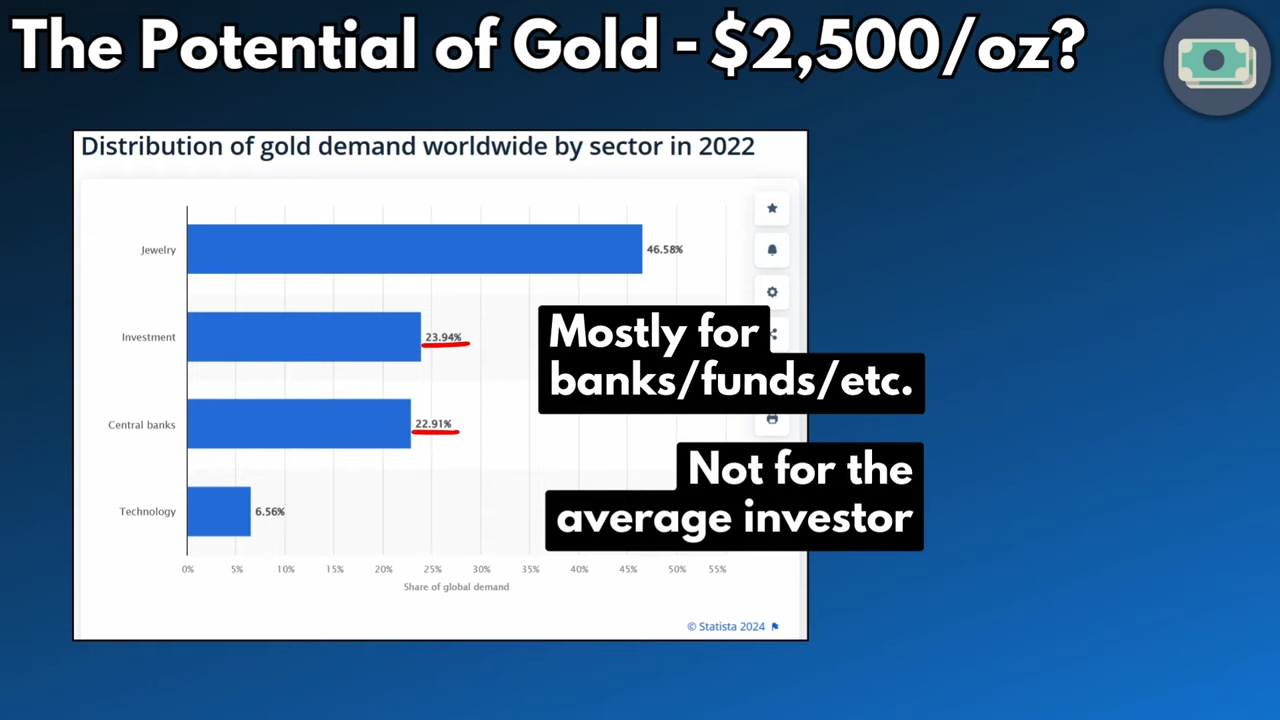 The Potential of Gold - $2,500/oz?
Distribution of gold demand worldwide by sector in 2022
Jewelry 46.58%
Investment 23.94%
Mostly for
banks/funds/etc.
Central banks 22.91%
Not for the
average investor
Technology 6.56%
0% 5% 10% 15% 20% 25% 30% 35% 40% 45% 50% 55%
Share of global demand
© Statista 2024